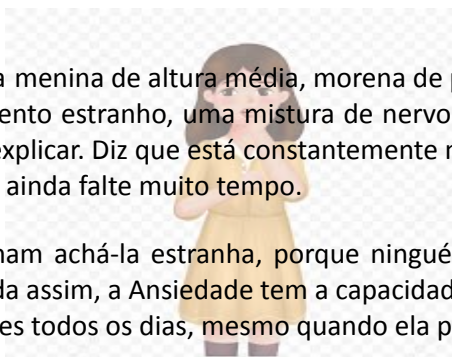 a menina de altura média, morena de
ento estranho, uma mistura de nervo
explicar. Diz que está constantemente
ainda falte muito tempo.
nam achá-la estranha, porque ningué
da assim, a Ansiedade tem a capacidad
es todos os dias, mesmo quando ela p